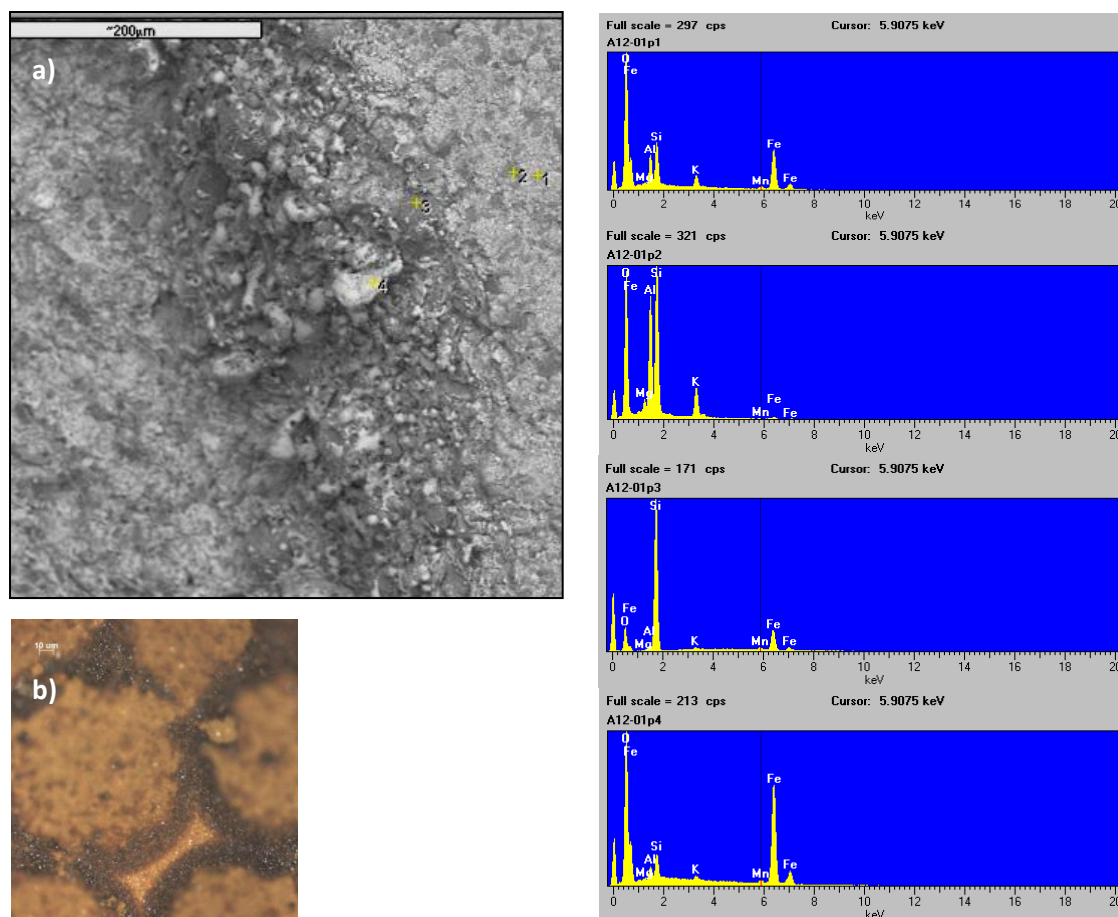 ~200µm
a)
2
1
3
4
10 um
b)
Full scale = 297 cps Cursor: 5.9075 keV
A12-01p1
O
Fe
Si
Al
Fe
K
Mg
Mn
Fe
0 2 4 6 8 10 12 14 16 18 20
keV
Full scale = 321 cps Cursor: 5.9075 keV
A12-01p2
O
Si
Fe
Al
K
Mg
Fe
Mn
Fe
0 2 4 6 8 10 12 14 16 18 20
keV
Full scale = 171 cps Cursor: 5.9075 keV
A12-01p3
Si
Fe
O
Fe
Al
K
Mg
Mn
Fe
0 2 4 6 8 10 12 14 16 18 20
keV
Full scale = 213 cps Cursor: 5.9075 keV
A12-01p4
O
Fe
Fe
Si
Al
K
Mg
Mn
Fe
0 2 4 6 8 10 12 14 16 18 20
keV